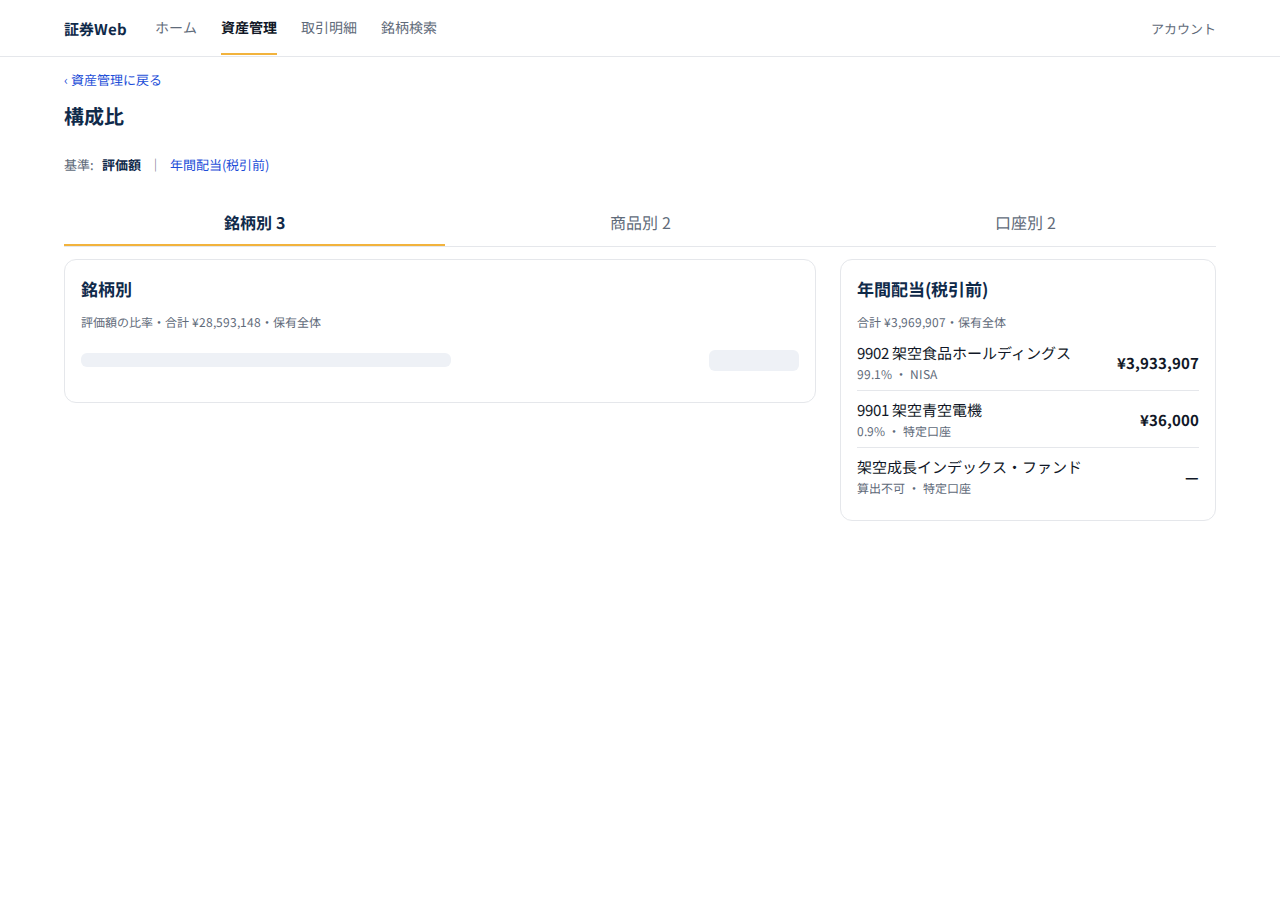 証券Web ホーム 資産管理 取引明細 銘柄検索 アカウント
‹ 資産管理に戻る
構成比
基準: 評価額 | 年間配当(税引前)
銘柄別 3 商品別 2 口座別 2
銘柄別
評価額の比率・合計 ¥28,593,148・保有全体
年間配当(税引前)
合計 ¥3,969,907・保有全体
9902 架空食品ホールディングス ¥3,933,907
99.1% ・ NISA
9901 架空青空電機 ¥36,000
0.9% ・ 特定口座
架空成長インデックス・ファンド —
算出不可 ・ 特定口座